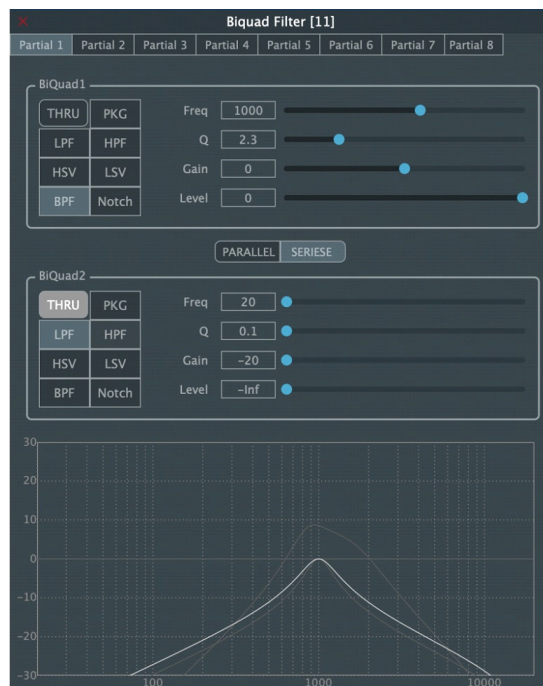 Biquad Filter [11]
Partial 1 Partial 2 Partial 3 Partial 4 Partial 5 Partial 6 Partial 7 Partial 8
BiQuad1
THRU PKG Freq 1000
LPF HPF Q 2.3
HSV LSV Gain 0
BPF Notch Level 0
PARALLEL SERIESE
BiQuad2
THRU PKG Freq 20
LPF HPF Q 0.1
HSV LSV Gain -20
BPF Notch Level -Inf
30
20
10
0
-10
-20
-30
100 1000 10000